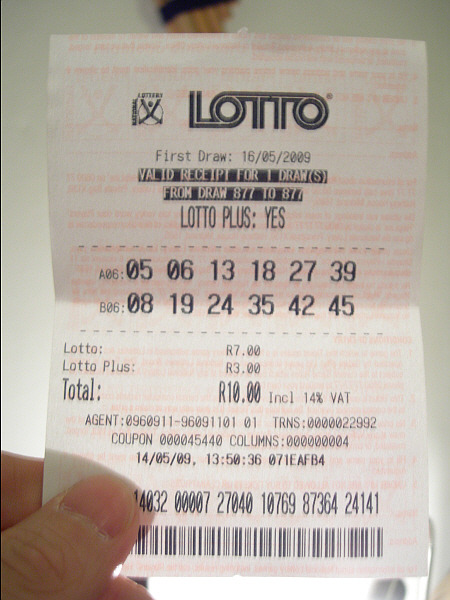 NATIONAL LOTTERY
LOTTO®
First Draw: 16/05/2009
VALID RECEIPT FOR 1 DRAW(S)
FROM DRAW 877 TO 877
LOTTO PLUS: YES
A06:05 06 13 18 27 39
B06:08 19 24 35 42 45
Lotto: R7.00
Lotto Plus: R3.00
Total: R10.00 Incl 14% VAT
AGENT:0960911-96091101 01 TRNS:0000022992
COUPON 000045440 COLUMNS:000000004
14/05/09, 13:50:36 071EAFB4
00007 27040 10769 87364 24141